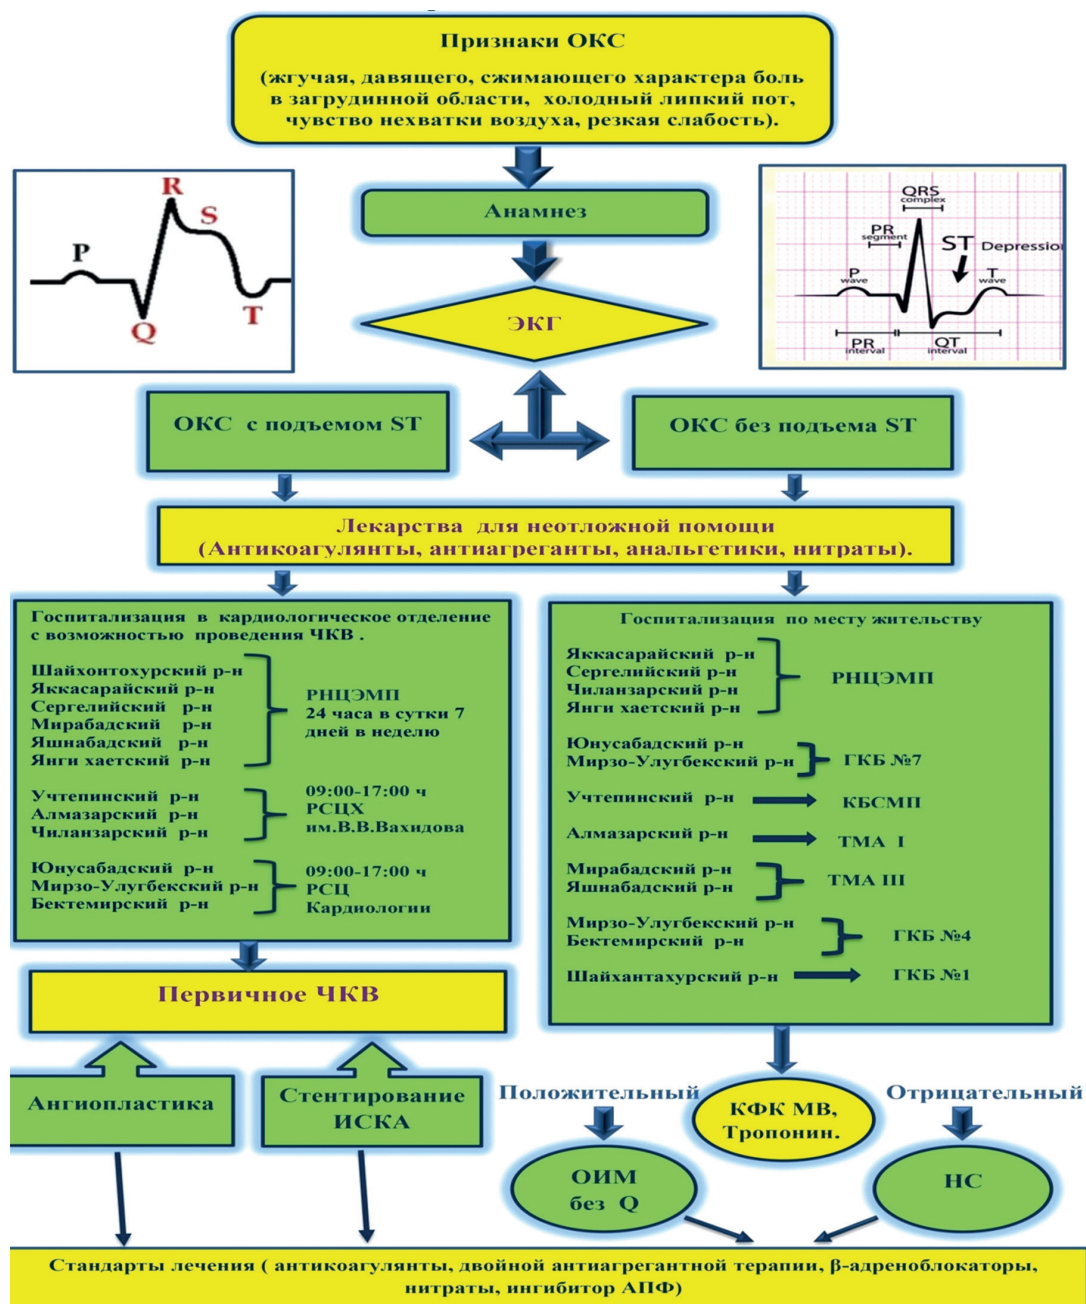 Признаки ОКС
(жгучая, давящего, сжимающего характера боль
в загрудинной области, холодный липкий пот,
чувство нехватки воздуха, резкая слабость).
Анамнез
ЭКГ
R
S
P
Q
T
QRS
complex
PR
segment
ST Depression
P
wave
T
wave
PR
interval
QT
interval
ОКС с подъемом ST
ОКС без подъема ST
Лекарства для неотложной помощи
(Антикоагулянты, антиагреганты, анальгетики, нитраты).
Госпитализация в кардиологическое отделение
с возможностью проведения ЧКВ .
Шайхонтохурский р-н
Яккасарайский р-н
Сергелийский р-н
Мирабадский р-н
Яшнабадский р-н
Янги хаетский р-н
РНЦЭМП
24 часа в сутки 7
дней в неделю
Учтепинский р-н
Алмазарский р-н
Чиланзарский р-н
09:00-17:00 ч
РСЦХ
им.В.В.Вахидова
Юнусабадский р-н
Мирзо-Улугбекский р-н
Бектемирский р-н
09:00-17:00 ч
РСЦ
Кардиологии
Госпитализация по месту жительству
Яккасарайский р-н
Сергелийский р-н
Чиланзарский р-н
Янги хаетский р-н
РНЦЭМП
Юнусабадский р-н
Мирзо-Улугбекский р-н
ГКБ №7
Учтепинский р-н
КБСМП
Алмазарский р-н
ТМА I
Мирабадский р-н
Яшнабадский р-н
ТМА III
Мирзо-Улугбекский р-н
Бектемирский р-н
ГКБ №4
Шайхантахурский р-н
ГКБ №1
Первичное ЧКВ
Ангиопластика
Стентирование
ИСКА
Положительный
КФК МВ,
Тропонин.
Отрицательный
ОИМ
без Q
НС
Стандарты лечения ( антикоагулянты, двойной антиагрегантной терапии, β-адреноблокаторы,
нитраты, ингибитор АПФ)